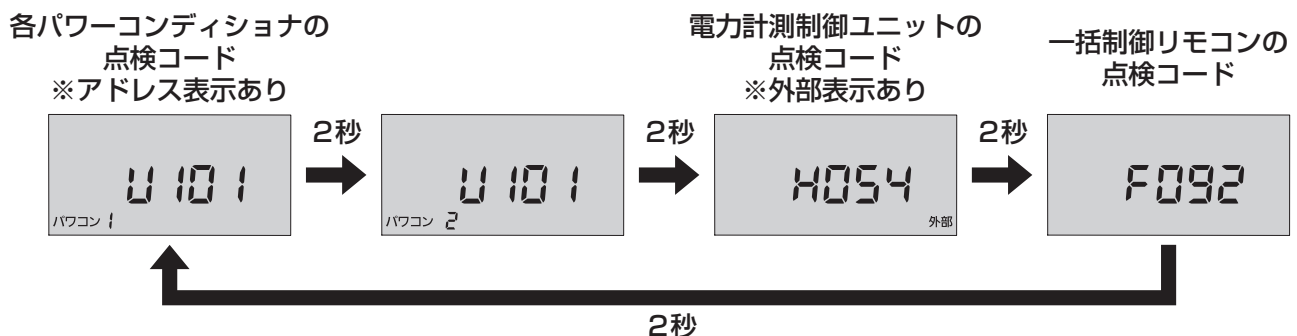 各パワーコンディショナの
点検コード
※アドレス表示あり
電力計測制御ユニットの
点検コード
※外部表示あり
一括制御リモコンの
点検コード
2秒
2秒
2秒
U101
パワコン 1
U101
パワコン 2
H054
外部
F092
2秒